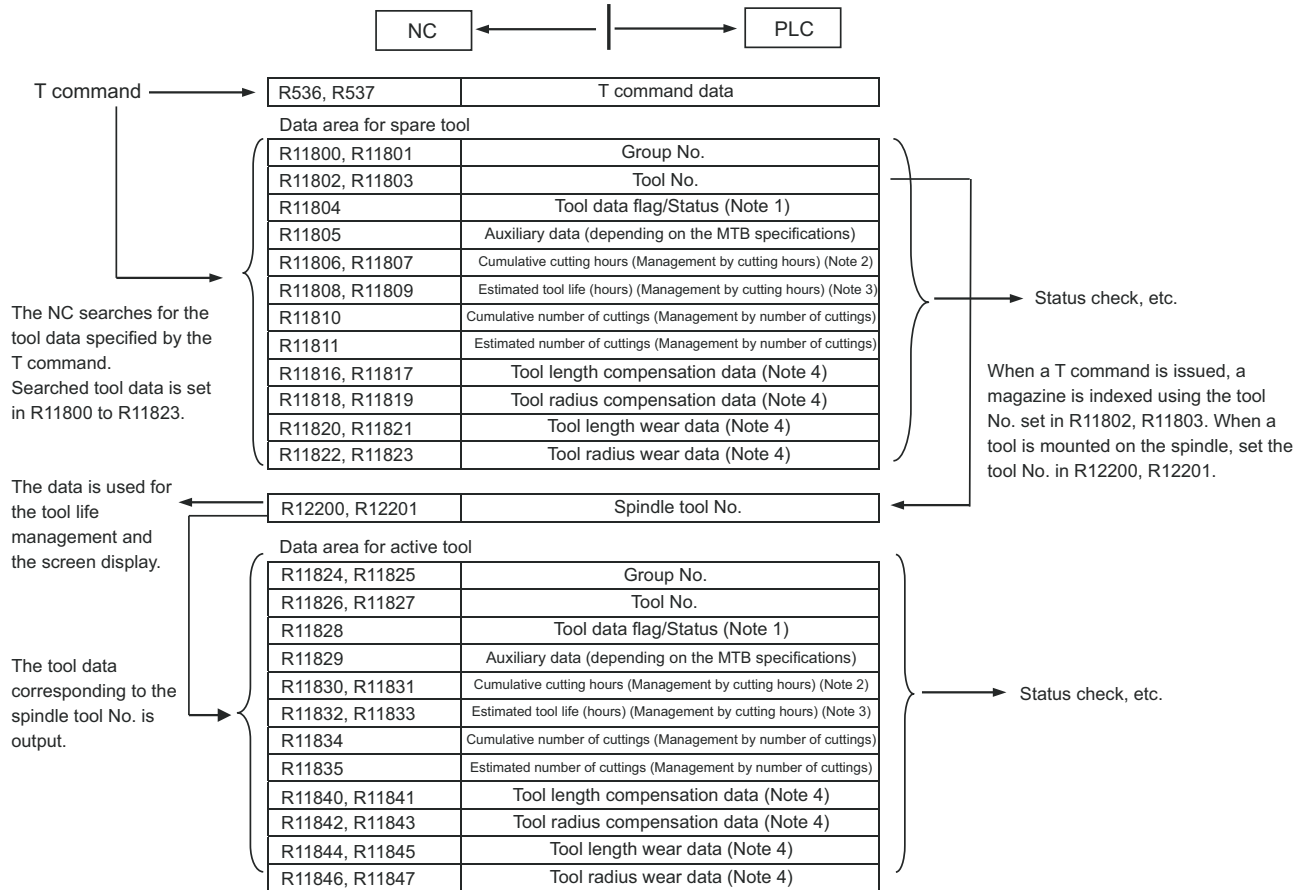 NC
PLC
T command
R536, R537 T command data
Data area for spare tool
R11800, R11801 Group No.
R11802, R11803 Tool No.
R11804 Tool data flag/Status (Note 1)
R11805 Auxiliary data (depending on the MTB specifications)
R11806, R11807 Cumulative cutting hours (Management by cutting hours) (Note 2)
R11808, R11809 Estimated tool life (hours) (Management by cutting hours) (Note 3)
R11810 Cumulative number of cuttings (Management by number of cuttings)
R11811 Estimated number of cuttings (Management by number of cuttings)
R11816, R11817 Tool length compensation data (Note 4)
R11818, R11819 Tool radius compensation data (Note 4)
R11820, R11821 Tool length wear data (Note 4)
R11822, R11823 Tool radius wear data (Note 4)
The NC searches for the
tool data specified by the
T command.
Searched tool data is set
in R11800 to R11823.
Status check, etc.
When a T command is issued, a
magazine is indexed using the tool
No. set in R11802, R11803. When a
tool is mounted on the spindle, set the
tool No. in R12200, R12201.
The data is used for
the tool life
management and
the screen display.
R12200, R12201 Spindle tool No.
Data area for active tool
R11824, R11825 Group No.
R11826, R11827 Tool No.
R11828 Tool data flag/Status (Note 1)
R11829 Auxiliary data (depending on the MTB specifications)
R11830, R11831 Cumulative cutting hours (Management by cutting hours) (Note 2)
R11832, R11833 Estimated tool life (hours) (Management by cutting hours) (Note 3)
R11834 Cumulative number of cuttings (Management by number of cuttings)
R11835 Estimated number of cuttings (Management by number of cuttings)
R11840, R11841 Tool length compensation data (Note 4)
R11842, R11843 Tool radius compensation data (Note 4)
R11844, R11845 Tool length wear data (Note 4)
R11846, R11847 Tool radius wear data (Note 4)
The tool data
corresponding to the
spindle tool No. is
output.
Status check, etc.